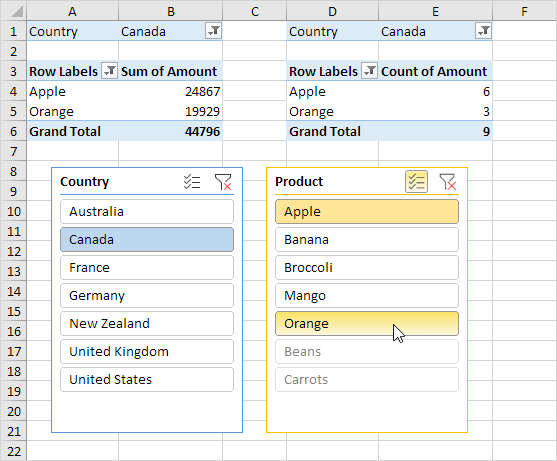 A B C D E F
1 Country Canada Country Canada
2
3 Row Labels Sum of Amount Row Labels Count of Amount
4 Apple 24867 Apple 6
5 Orange 19929 Orange 3
6 Grand Total 44796 Grand Total 9
7
8 Country Product
9
10 Apple
Australia
11 Canada Banana
12
13 France Broccoli
14 Germany Mango
15 New Zealand Orange
16
17 United Kingdom Beans
18 United States Carrots
19
20
21
22